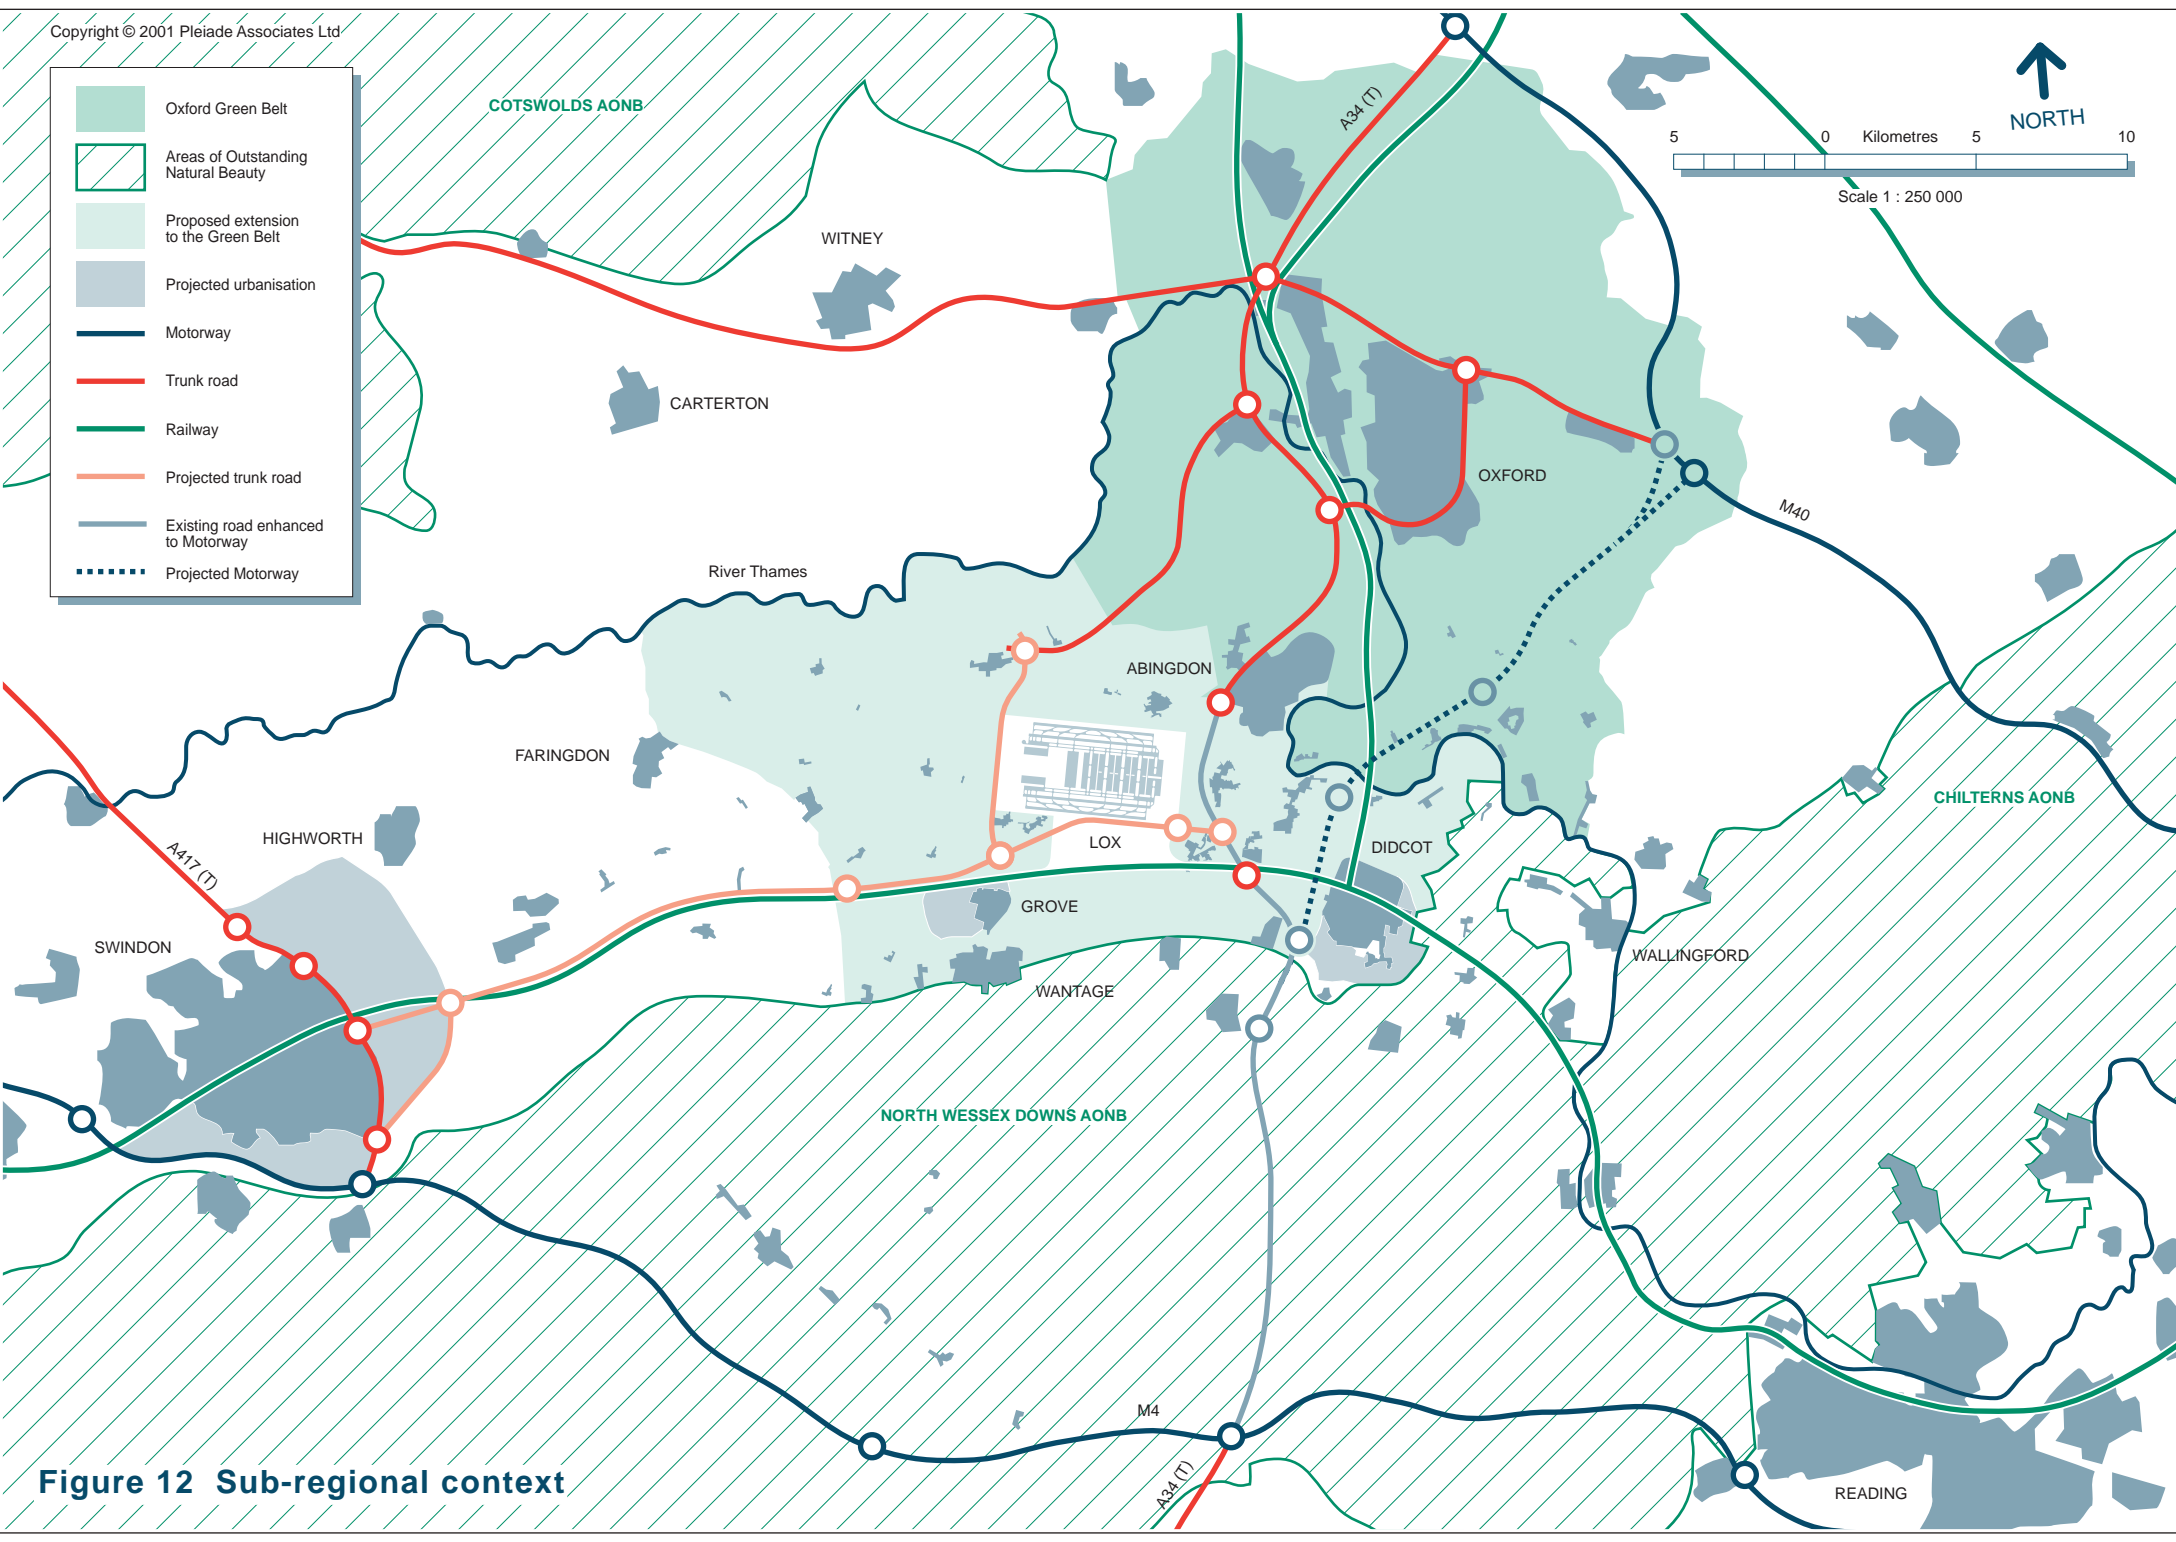 Copyright © 2001 Pleiade Associates Ltd
Oxford Green Belt
Areas of Outstanding
Natural Beauty
Proposed extension
to the Green Belt
Projected urbanisation
Motorway
Trunk road
Railway
Projected trunk road
Existing road enhanced
to Motorway
Projected Motorway
COTSWOLDS AONB
A34 (T)
NORTH
5 0 Kilometres 5 10
Scale 1 : 250 000
WITNEY
CARTERTON
OXFORD
M40
River Thames
ABINGDON
FARINGDON
CHILTERNS AONB
HIGHWORTH
LOX
DIDCOT
A417 (T)
GROVE
SWINDON
WALLINGFORD
WANTAGE
NORTH WESSEX DOWNS AONB
M4
A34 (T)
Figure 12 Sub-regional context
READING